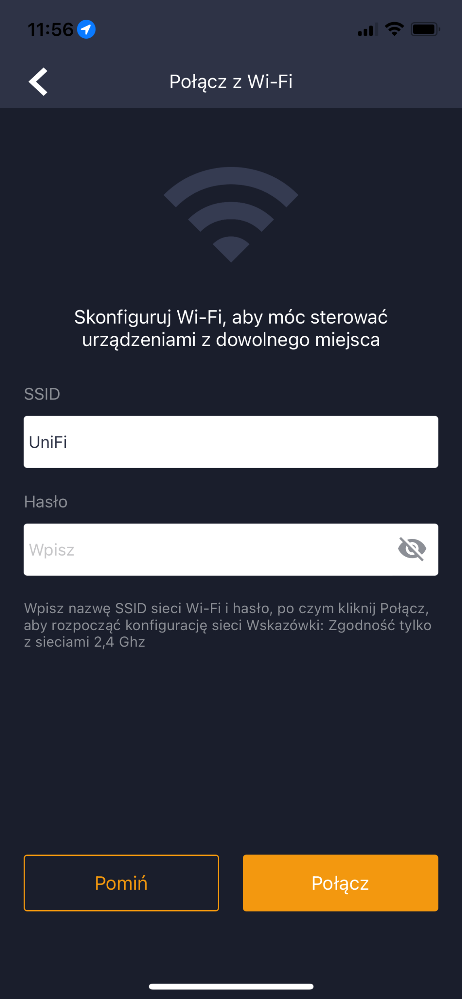 11:56
Połącz z Wi-Fi
Skonfiguruj Wi-Fi, aby móc sterować
urządzeniami z dowolnego miejsca
SSID
UniFi
Hasło
Wpisz
Wpisz nazwę SSID sieci Wi-Fi i hasło, po czym kliknij Połącz,
aby rozpocząć konfigurację sieci Wskazówki: Zgodność tylko
z sieciami 2,4 Ghz
Pomiń
Połącz